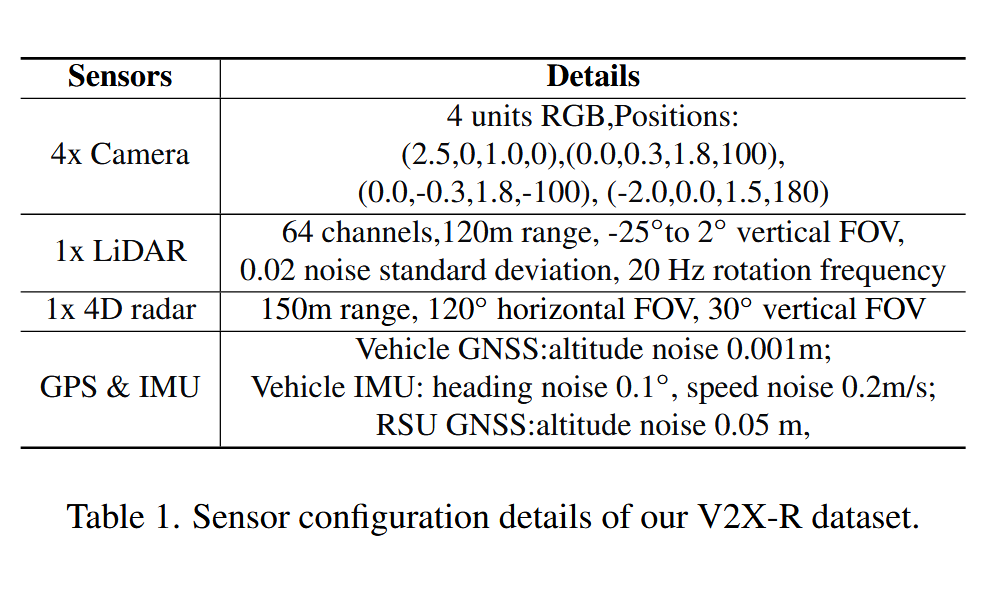 Sensors Details
4x Camera
4 units RGB,Positions:
(2.5,0,1.0,0),(0.0,0.3,1.8,100),
(0.0,-0.3,1.8,-100), (-2.0,0.0,1.5,180)
1x LiDAR
64 channels,120m range, -25°to 2° vertical FOV,
0.02 noise standard deviation, 20 Hz rotation frequency
1x 4D radar 150m range, 120° horizontal FOV, 30° vertical FOV
GPS & IMU
Vehicle GNSS:altitude noise 0.001m;
Vehicle IMU: heading noise 0.1°, speed noise 0.2m/s;
RSU GNSS:altitude noise 0.05 m,
Table 1. Sensor configuration details of our V2X-R dataset.